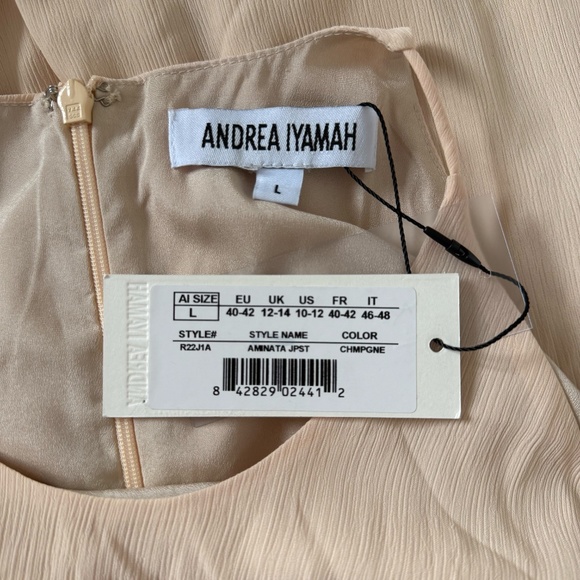 ANDREA IYAMAH
L
ANDREA IYAMAH
AI SIZE EU UK US FR IT
L 40-42 12-14 10-12 40-42 46-48
STYLE# STYLE NAME COLOR
R22J1A AMINATA JPST CHMPGNE
8 42829 02441 2